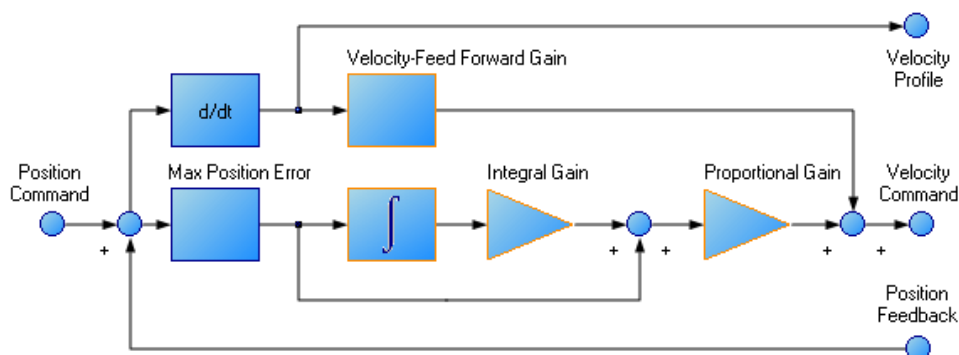 Velocity-Feed Forward Gain
Velocity
Profile
d/dt
Position
Command
Max Position Error
Integral Gain
Proportional Gain
Velocity
Command
∫
+
+
+
+
+
Position
Feedback